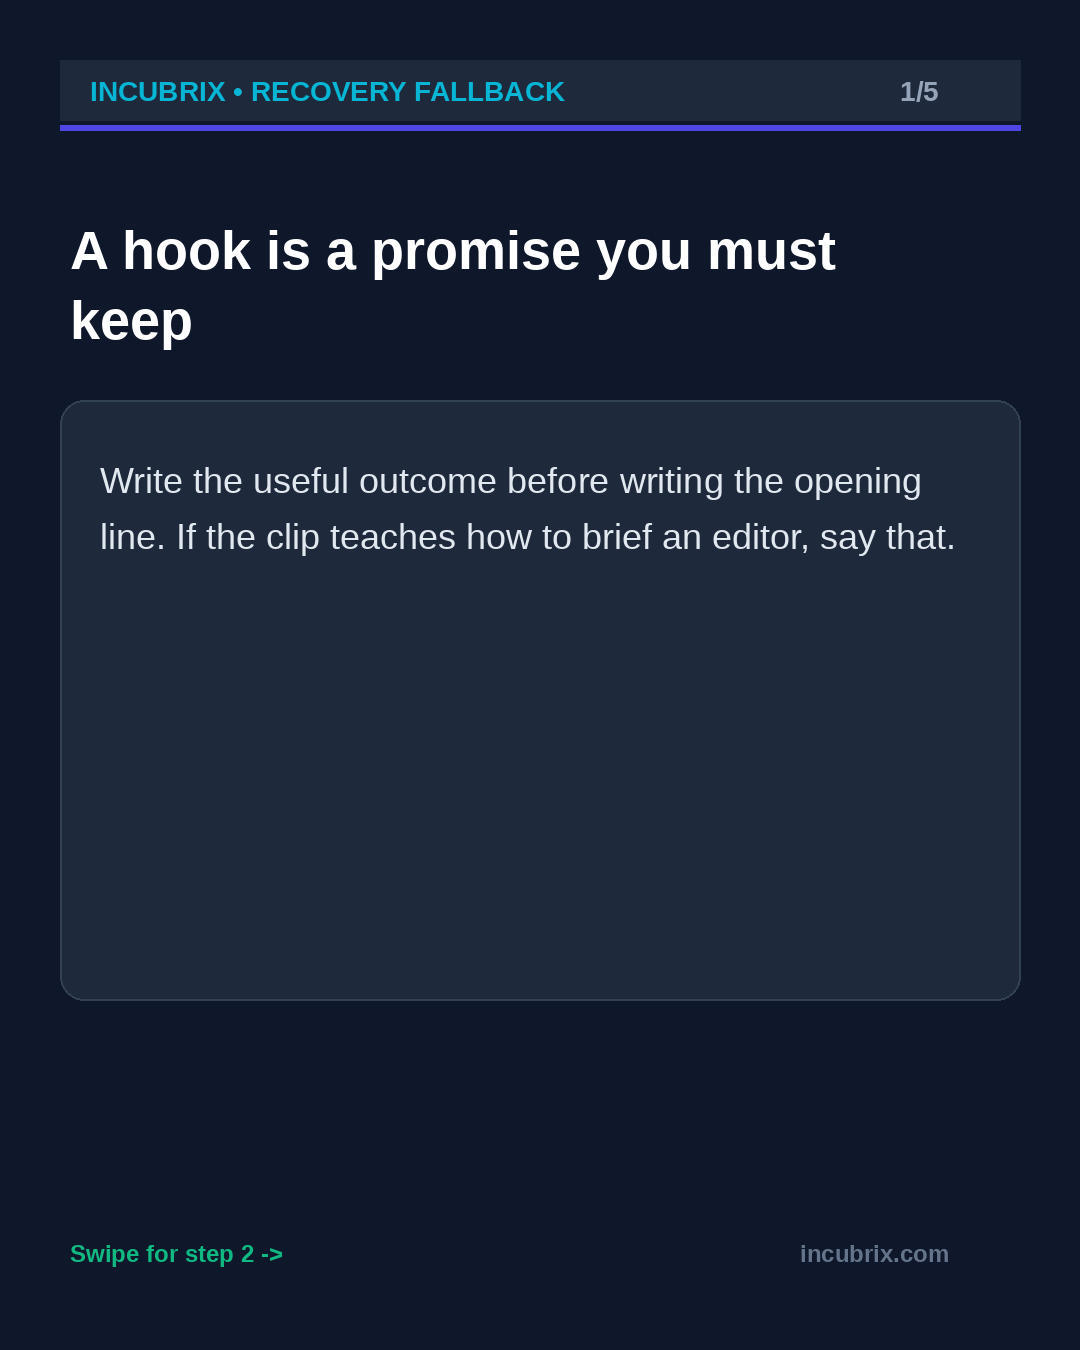 INCUBRIX • RECOVERY FALLBACK 1/5
A hook is a promise you must
keep
Write the useful outcome before writing the opening
line. If the clip teaches how to brief an editor, say that.
Swipe for step 2 -> incubrix.com